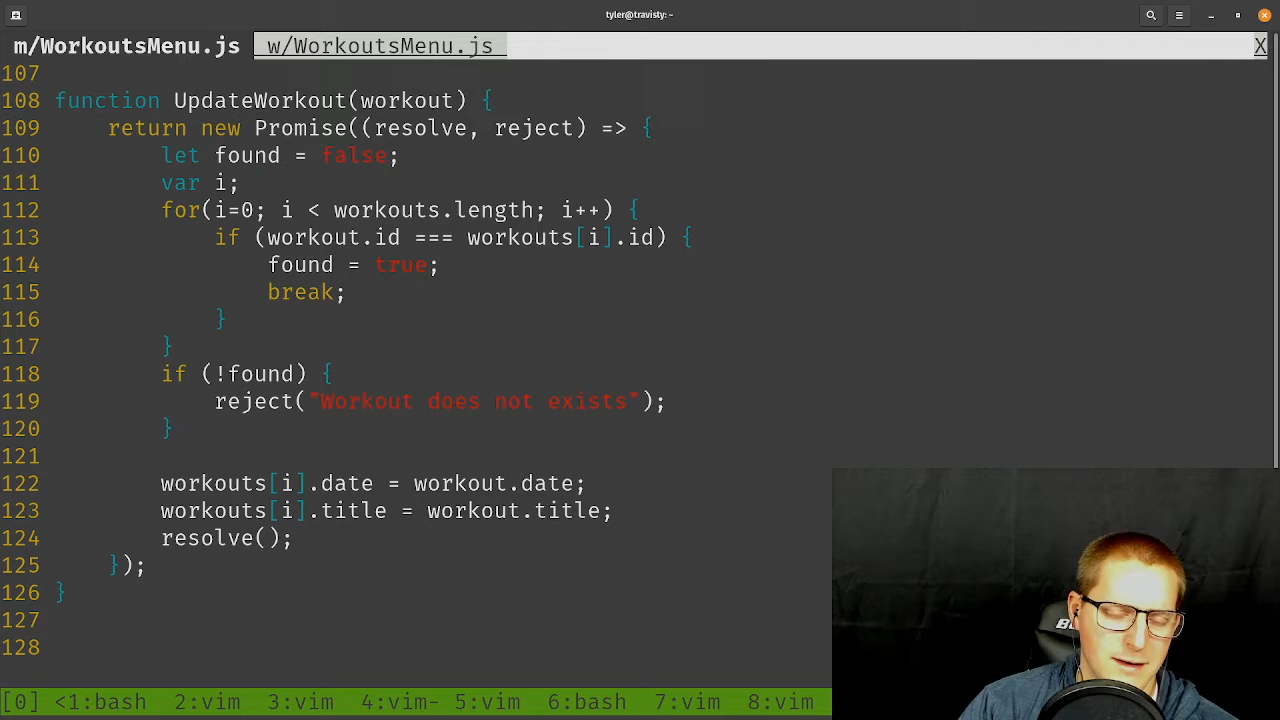 tyler@travisty: ~
m/WorkoutsMenu.js w/WorkoutsMenu.js X
107
108 function UpdateWorkout(workout) {
109 return new Promise((resolve, reject) => {
110 let found = false;
111 var i;
112 for(i=0; i < workouts.length; i++) {
113 if (workout.id === workouts[i].id) {
114 found = true;
115 break;
116 }
117 }
118 if (!found) {
119 reject("Workout does not exists");
120 }
121
122 workouts[i].date = workout.date;
123 workouts[i].title = workout.title;
124 resolve();
125 });
126 }
127
128
[0] <1:bash 2:vim 3:vim 4:vim- 5:vim 6:bash 7:vim 8:vim